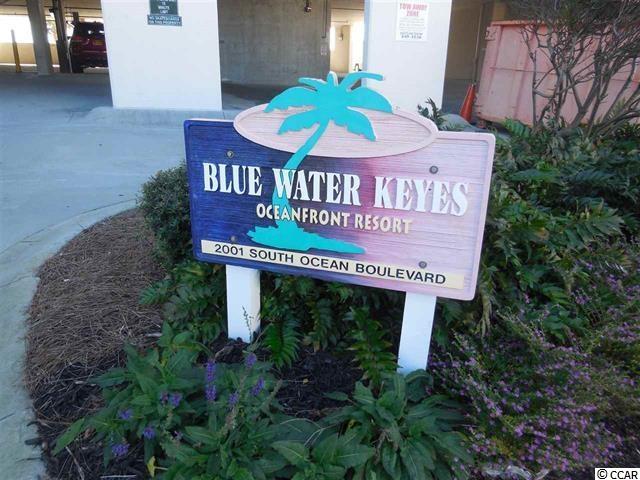 TOW-AWAY
ZONE
BLUE WATER KEYES
OCEANFRONT RESORT
2001 SOUTH OCEAN BOULEVARD
© CCAR